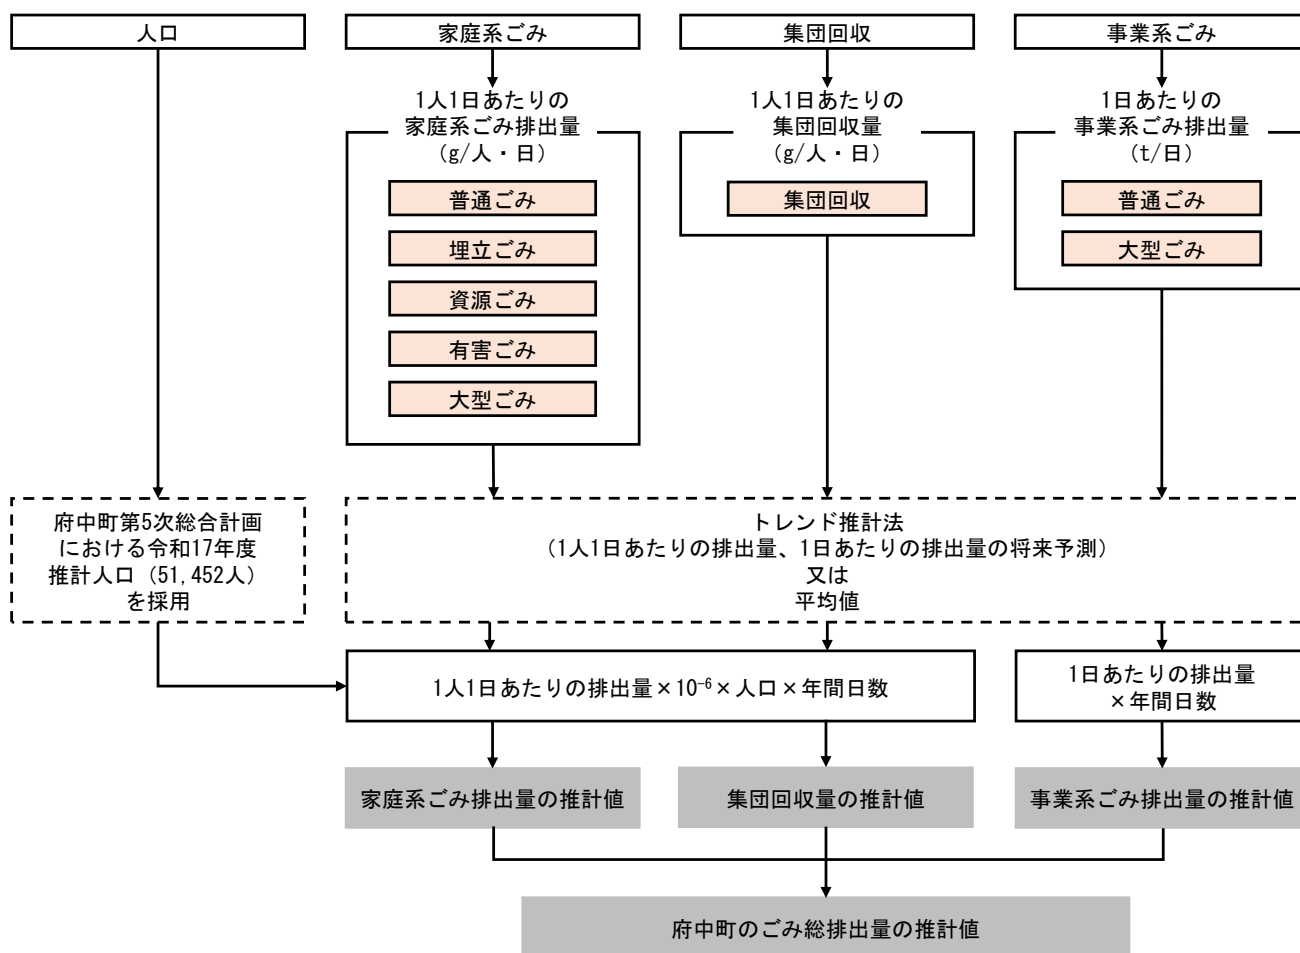 人口
家庭系ごみ
集団回収
事業系ごみ
1人1日あたりの
家庭系ごみ排出量
(g/人・日)
普通ごみ
埋立ごみ
資源ごみ
有害ごみ
大型ごみ
1人1日あたりの
集団回収量
(g/人・日)
集団回収
1日あたりの
事業系ごみ排出量
(t/日)
普通ごみ
大型ごみ
府中町第5次総合計画
における令和17年度
推計人口（51,452人）
を採用
トレンド推計法
(1人1日あたりの排出量、1日あたりの排出量の将来予測)
又は
平均値
1人1日あたりの排出量×10⁻⁶×人口×年間日数
1日あたりの排出量
×年間日数
家庭系ごみ排出量の推計値
集団回収量の推計値
事業系ごみ排出量の推計値
府中町のごみ総排出量の推計値